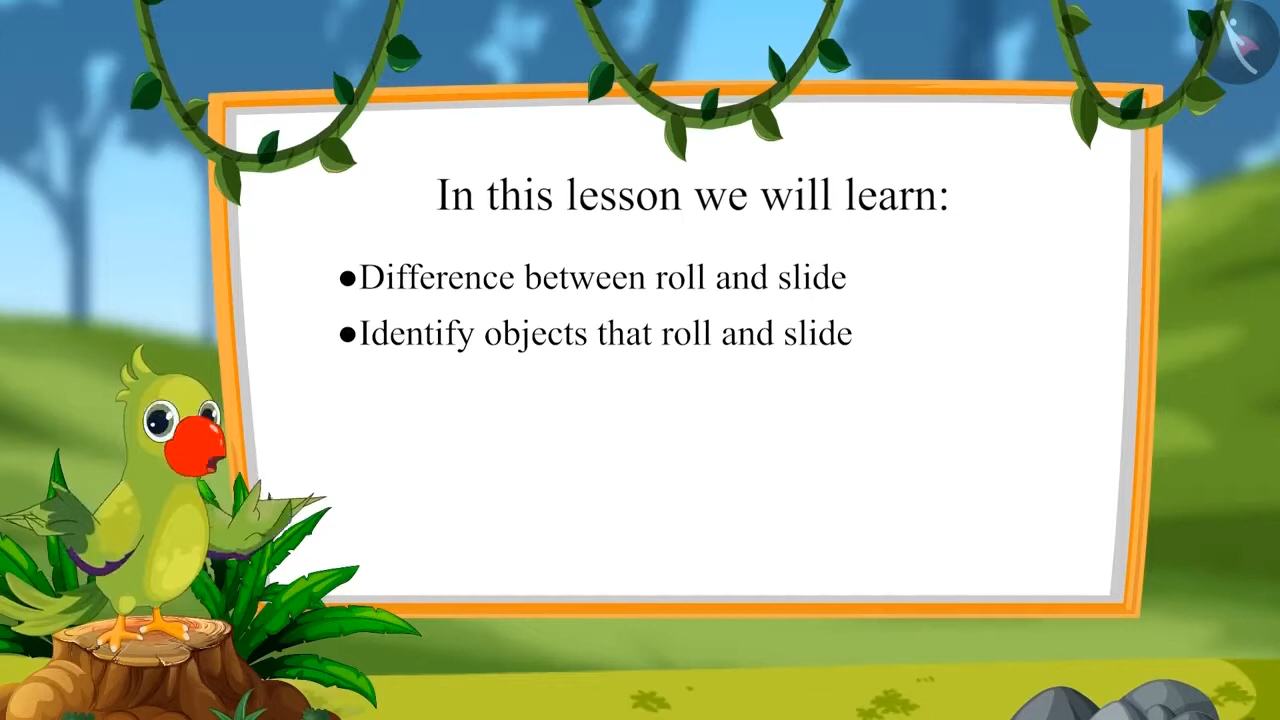 In this lesson we will learn:
●Difference between roll and slide
●Identify objects that roll and slide